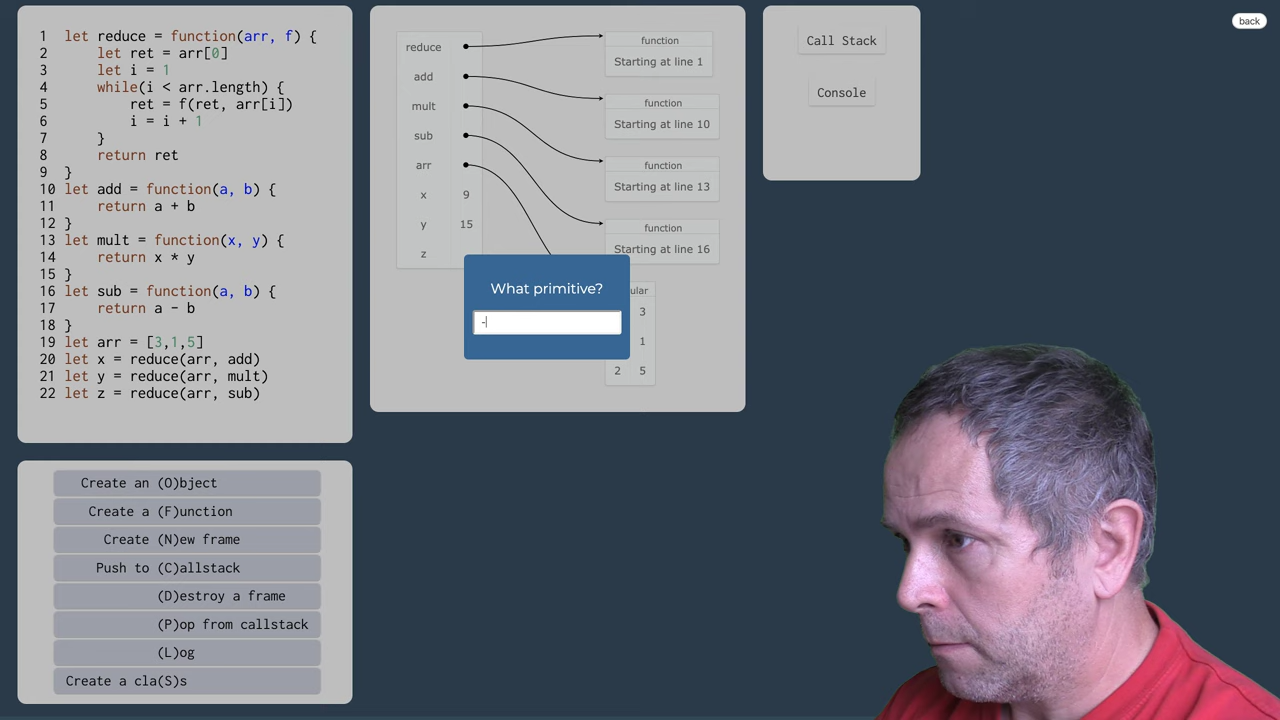 back
1 let reduce = function(arr, f) {
2 let ret = arr[0]
3 let i = 1
4 while(i < arr.length) {
5 ret = f(ret, arr[i])
6 i = i + 1
7 }
8 return ret
9 }
10 let add = function(a, b) {
11 return a + b
12 }
13 let mult = function(x, y) {
14 return x * y
15 }
16 let sub = function(a, b) {
17 return a - b
18 }
19 let arr = [3,1,5]
20 let x = reduce(arr, add)
21 let y = reduce(arr, mult)
22 let z = reduce(arr, sub)
reduce
add
mult
sub
arr
x 9
y 15
z
function
Starting at line 1
function
Starting at line 10
function
Starting at line 13
function
Starting at line 16
ular
3
1
2 5
What primitive?
-
Call Stack
Console
Create an (O)bject
Create a (F)unction
Create (N)ew frame
Push to (C)allstack
(D)estroy a frame
(P)op from callstack
(L)og
Create a cla(S)s